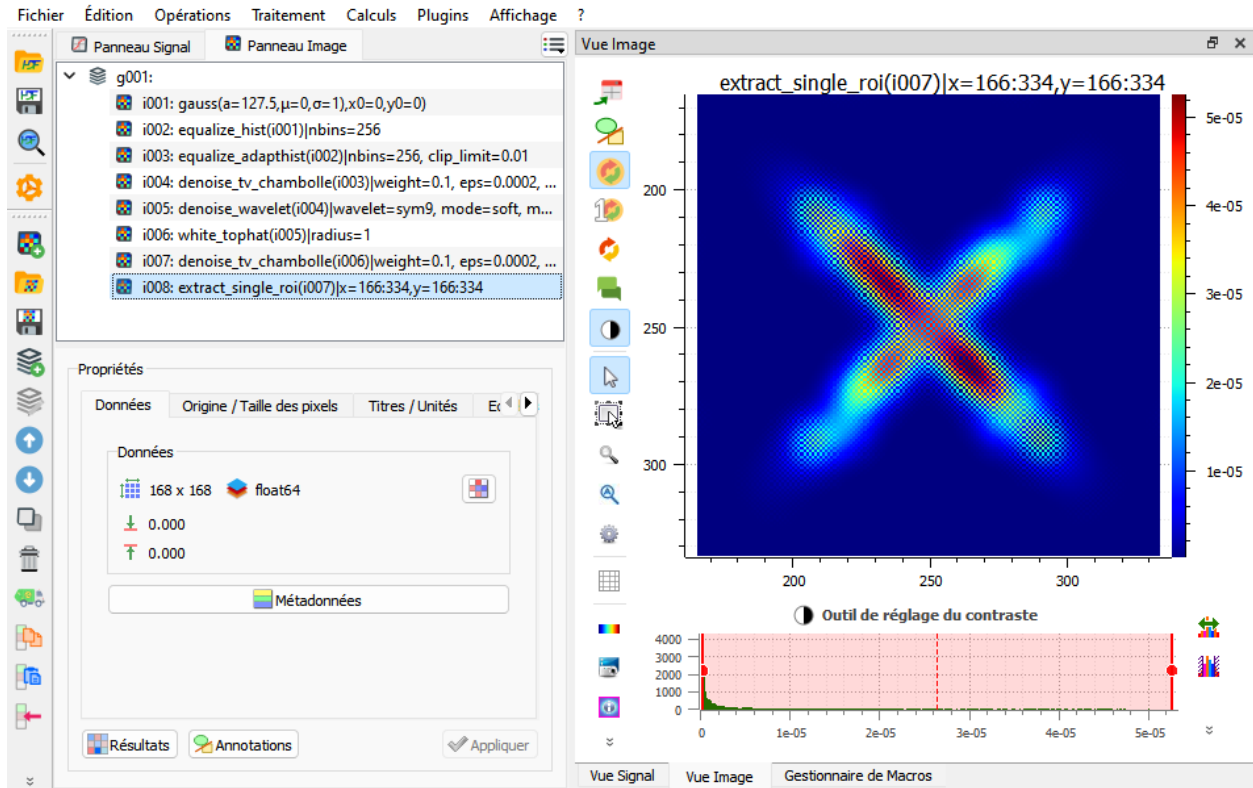 Fichier Édition Opérations Traitement Calculs Plugins Affichage ?
Panneau Signal Panneau Image
g001:
i001: gauss(a=127.5,μ=0,σ=1),x0=0,y0=0)
i002: equalize_hist(i001)|nbins=256
i003: equalize_adapthist(i002)|nbins=256, clip_limit=0.01
i004: denoise_tv_chambolle(i003)|weight=0.1, eps=0.0002, ...
i005: denoise_wavelet(i004)|wavelet=sym9, mode=soft, m...
i006: white_tophat(i005)|radius=1
i007: denoise_tv_chambolle(i006)|weight=0.1, eps=0.0002, ...
i008: extract_single_roi(i007)|x=166:334,y=166:334
Propriétés
Données Origine / Taille des pixels Titres / Unités
Données
168 x 168 float64
0.000
0.000
Métadonnées
Résultats Annotations Appliquer
Vue Image
extract_single_roi(i007)|x=166:334,y=166:334
200
250
300
200 250 300
5e-05
4e-05
3e-05
2e-05
1e-05
Outil de réglage du contraste
4000
3000
2000
1000
0
0 1e-05 2e-05 3e-05 4e-05 5e-05
Vue Signal Vue Image Gestionnaire de Macros